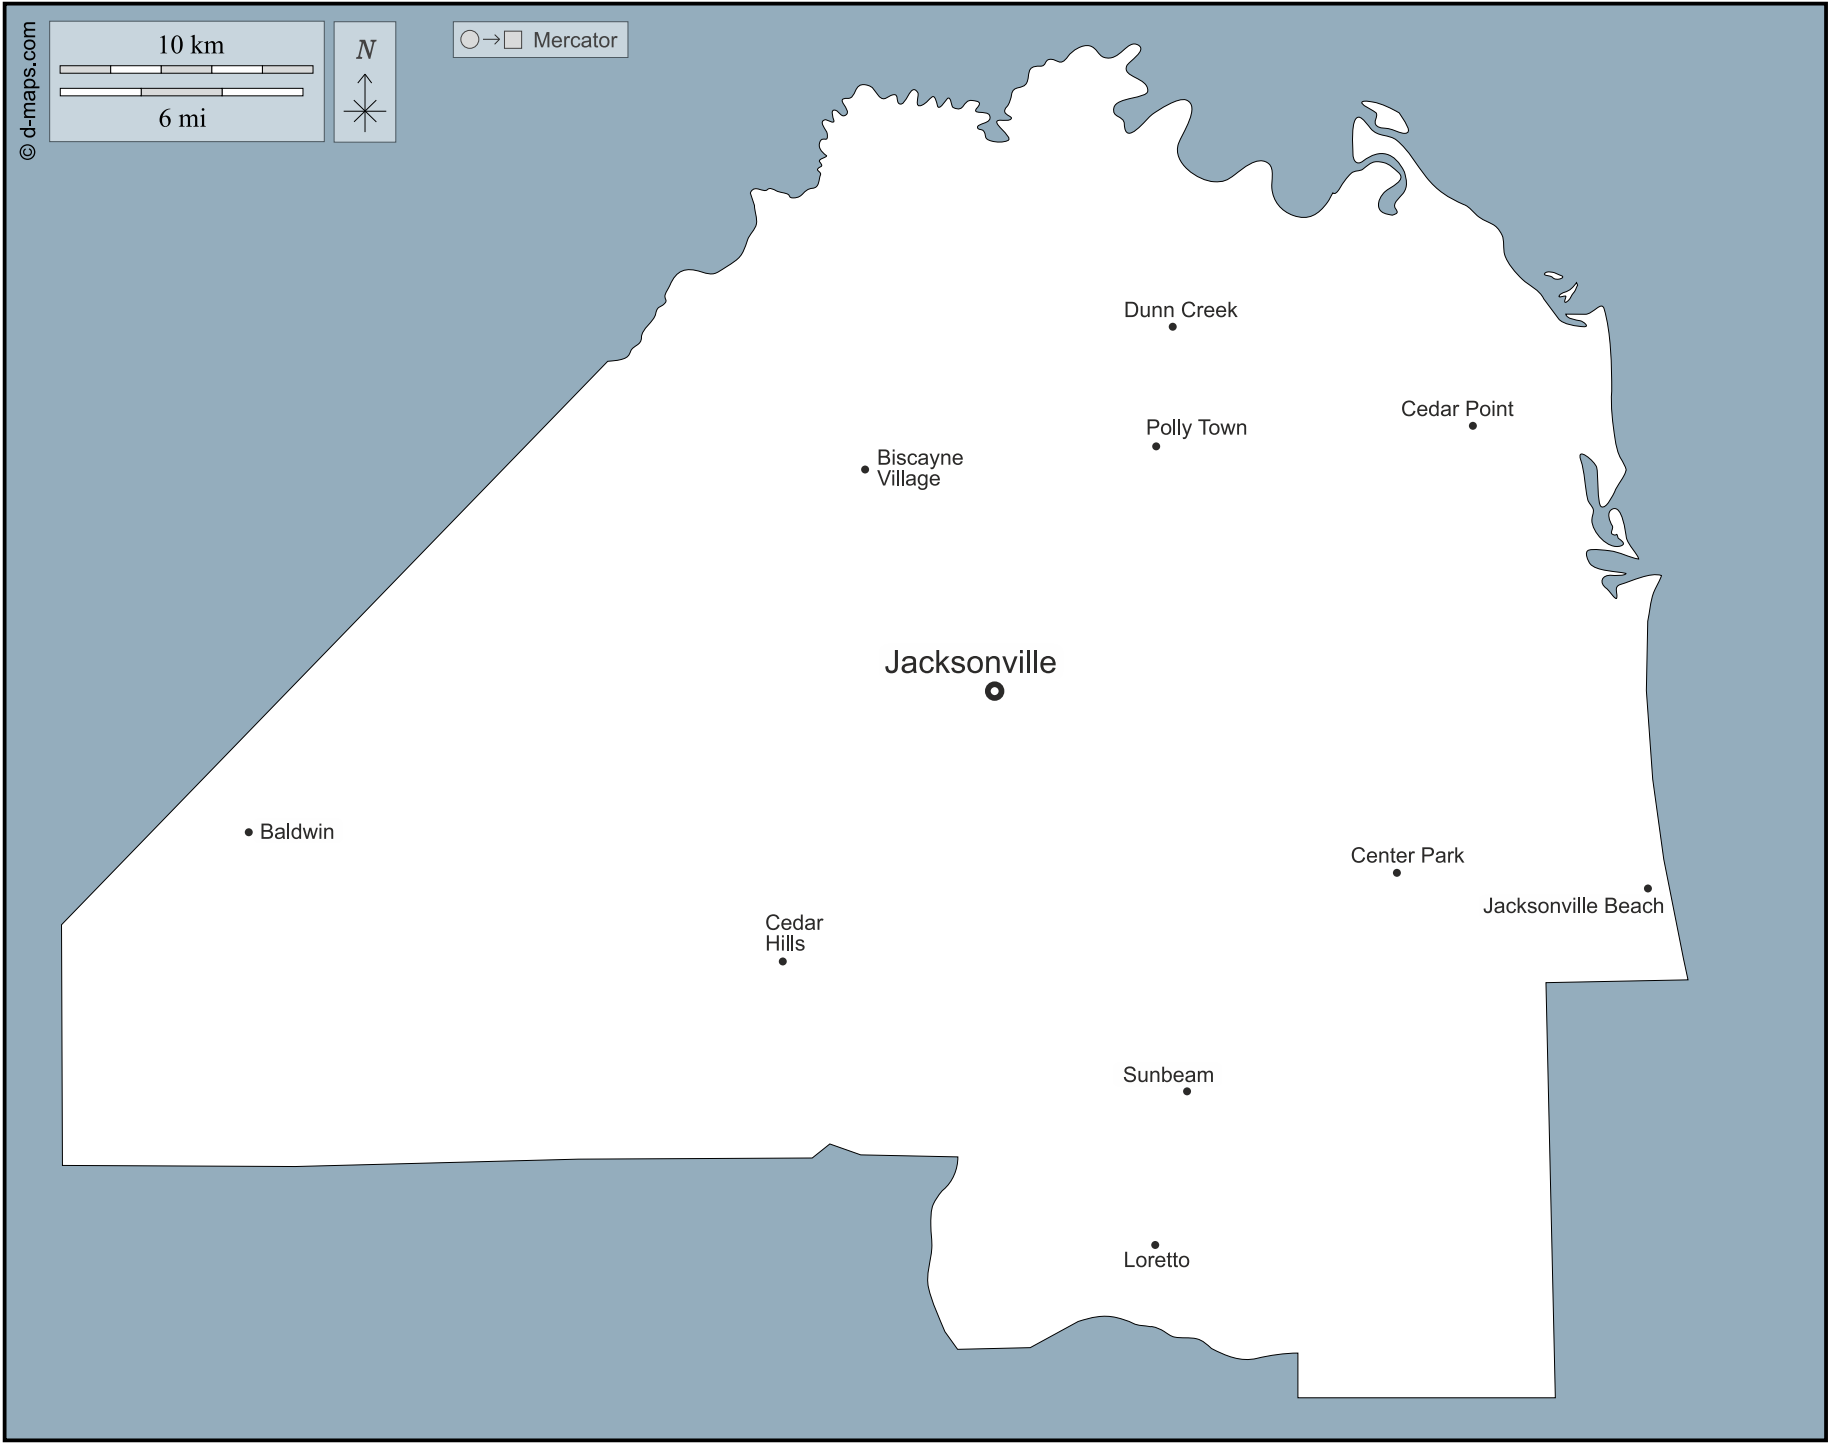 © d-maps.com
10 km
6 mi
N
Mercator
Dunn Creek
Cedar Point
Polly Town
Biscayne
Village
Jacksonville
Baldwin
Center Park
Jacksonville Beach
Cedar
Hills
Sunbeam
Loretto